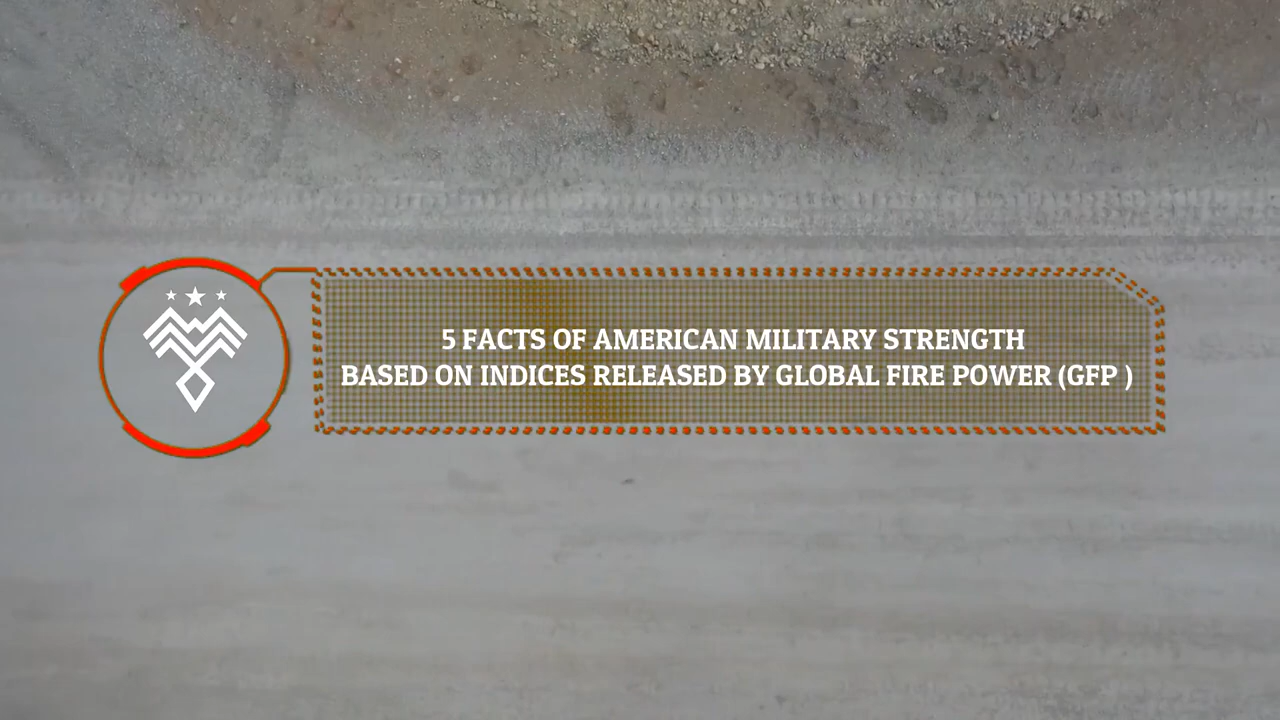 5 FACTS OF AMERICAN MILITARY STRENGTH
BASED ON INDICES RELEASED BY GLOBAL FIRE POWER (GFP )